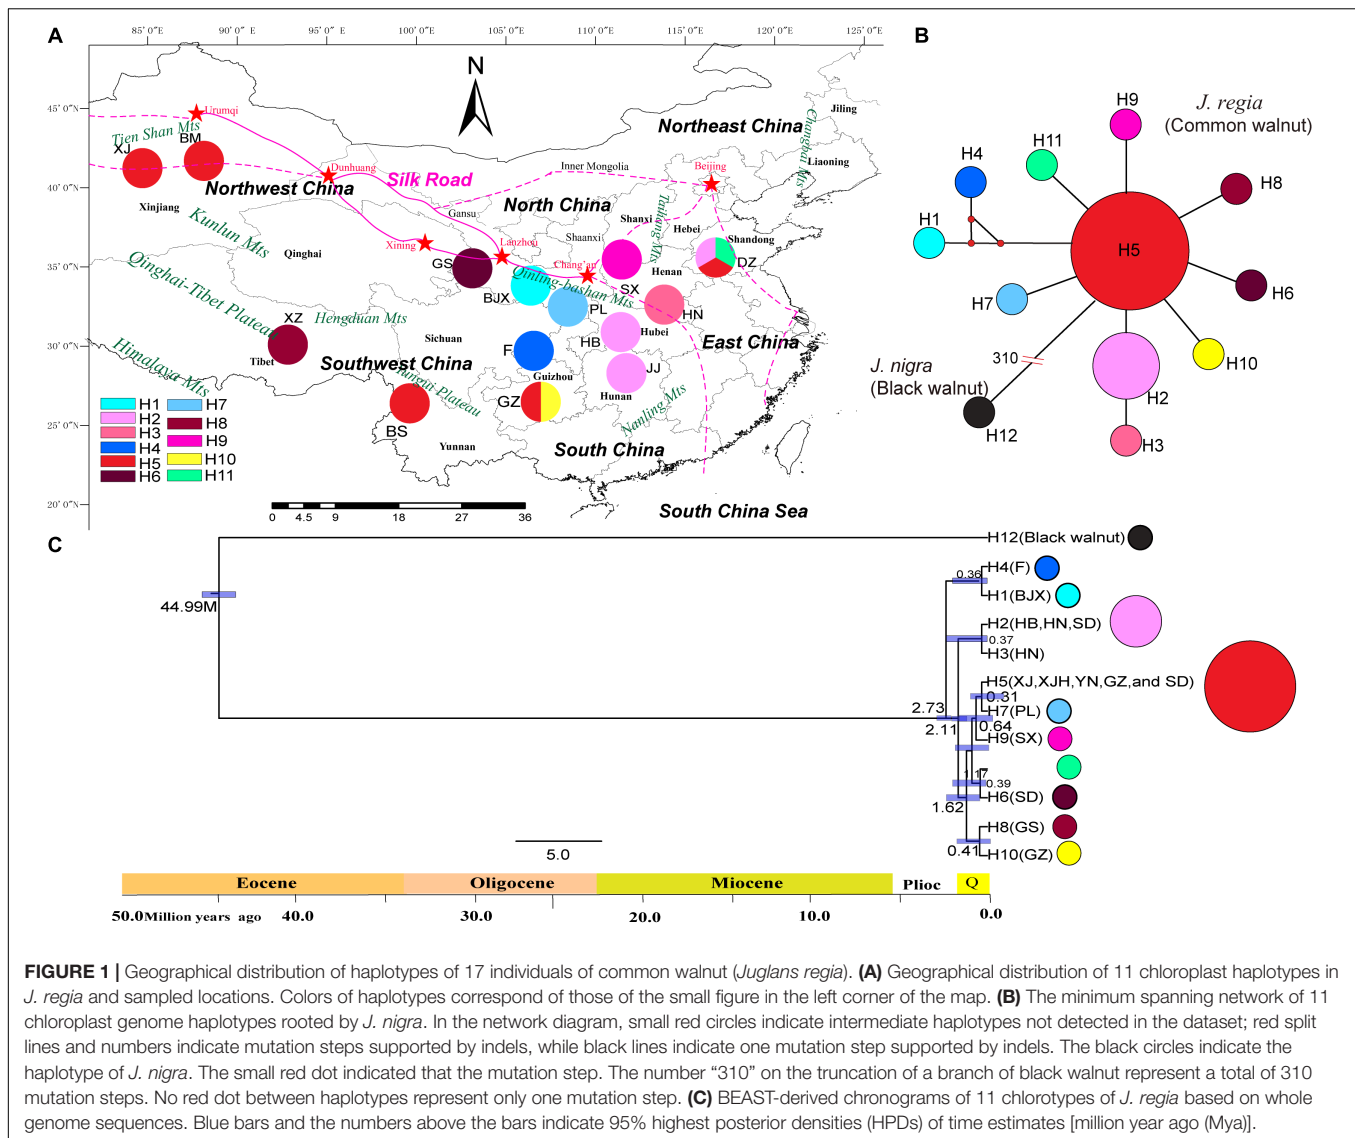 A
85°0'0"E
90°0'0" E
95°0'0"E
100°0'0"E
105°0'0"E
110°0'0"E
115°0'0"E
120°0'0"E
125°0'0"E
45°0'0"N
40°0'0"N
35°0'0"N
30°0'0"N
25°0'0"N
20°0'0"N
N
Urumqi
Tien Shan Mts
XJ
BM
Dunhuang
Northwest China
Silk Road
Xinjiang
Kunlun Mts
Qinghai
Gansu
Inner Mongolia
North China
Northeast China
Jiling
Changbai Mts
Liaoning
Beijing
Shanxi
Taihang Mts
Hebei
Shandong
Shaanxi
Xining
Lanzhou
GS
Chang'an
DZ
Henan
SX
Qinling-bashan Mts
BJX
PL
HN
Qinghai-Tibet Plateau
XZ
Hengduan Mts
Tibet
Himalaya Mts
Sichuan
Southwest China
F
HB
Hubei
East China
JJ
Guizhou
Hunan
Yungui Plateau
GZ
Nanling Mts
BS
Yunnan
South China
South China Sea
H1
H2
H3
H4
H5
H6
H7
H8
H9
H10
H11
0 4.5 9 18 27 36
B
J. regia
(Common walnut)
H9
H11
H4
H8
H1
H5
H7
H6
H10
310
J. nigra
(Black walnut)
H2
H12
H3
C
H12(Black walnut)
H4(F)
0.36
H1(BJX)
44.99M
H2(HB,HN,SD)
0.37
H3(HN)
H5(XJ,XJH,YN,GZ,and SD)
0.31
H7(PL)
2.73
2.11
0.64
H9(SX)
1.17
0.39
H6(SD)
1.62
H8(GS)
0.41
H10(GZ)
5.0
Eocene Oligocene Miocene Plioc Q
50.0Million years ago 40.0 30.0 20.0 10.0 0.0
FIGURE 1 | Geographical distribution of haplotypes of 17 individuals of common walnut (Juglans regia). (A) Geographical distribution of 11 chloroplast haplotypes in
J. regia and sampled locations. Colors of haplotypes correspond of those of the small figure in the left corner of the map. (B) The minimum spanning network of 11
chloroplast genome haplotypes rooted by J. nigra. In the network diagram, small red circles indicate intermediate haplotypes not detected in the dataset; red split
lines and numbers indicate mutation steps supported by indels, while black lines indicate one mutation step supported by indels. The black circles indicate the
haplotype of J. nigra. The small red dot indicated that the mutation step. The number “310” on the truncation of a branch of black walnut represent a total of 310
mutation steps. No red dot between haplotypes represent only one mutation step. (C) BEAST-derived chronograms of 11 chlorotypes of J. regia based on whole
genome sequences. Blue bars and the numbers above the bars indicate 95% highest posterior densities (HPDs) of time estimates [million year ago (Mya)].